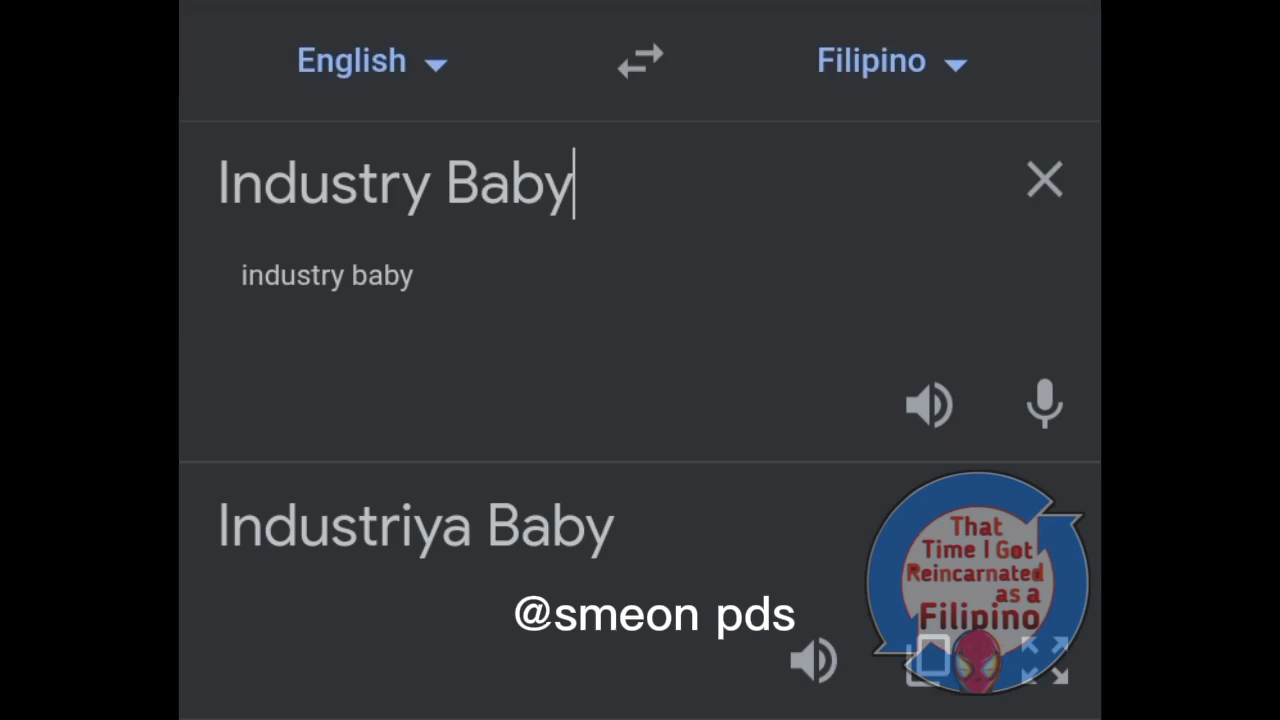 English
Filipino
Industry Baby
industry baby
Industriya Baby
That
Time I Got
Reincarnated
as a
Filipino
@smeon pds